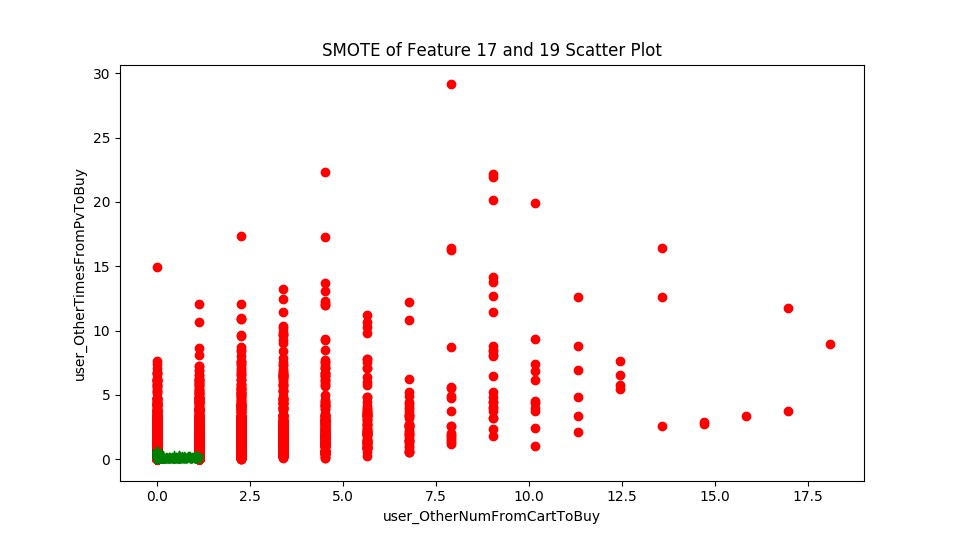 SMOTE of Feature 17 and 19 Scatter Plot
30
25
20
15
10
5
0
user_OtherTimesFromPvToBuy
0.0 2.5 5.0 7.5 10.0 12.5 15.0 17.5
user_OtherNumFromCartToBuy